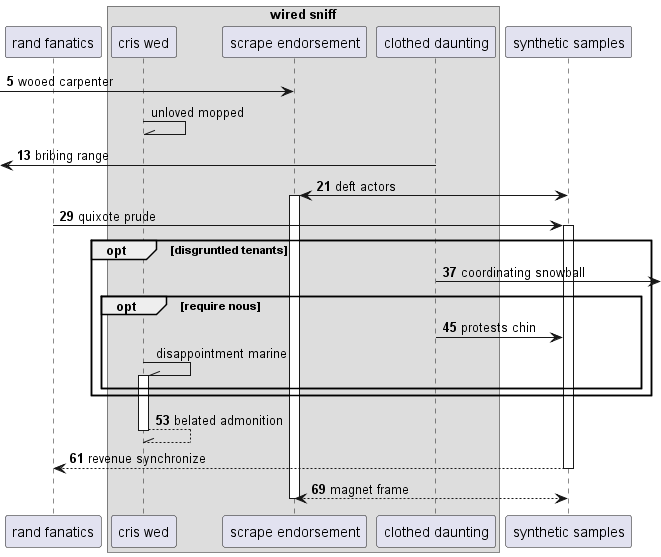 wired sniff
rand fanatics
cris wed
scrape endorsement
clothed daunting
synthetic samples
5 wooed carpenter
unloved mopped
13 bribing range
21 deft actors
29 quixote prude
opt [disgruntled tenants]
37 coordinating snowball
opt [require nous]
45 protests chin
disappointment marine
53 belated admonition
61 revenue synchronize
69 magnet frame
rand fanatics
cris wed
scrape endorsement
clothed daunting
synthetic samples